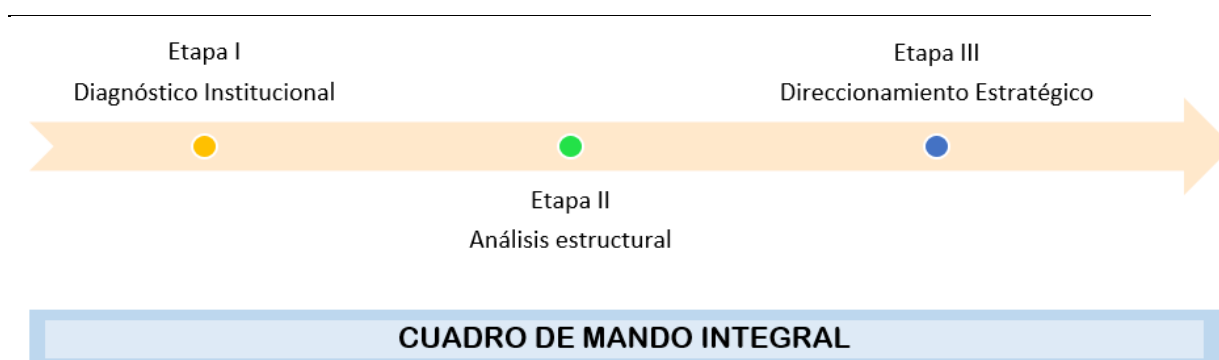 Etapa I
Diagnóstico Institucional
Etapa II
Análisis estructural
Etapa III
Direccionamiento Estratégico
CUADRO DE MANDO INTEGRAL